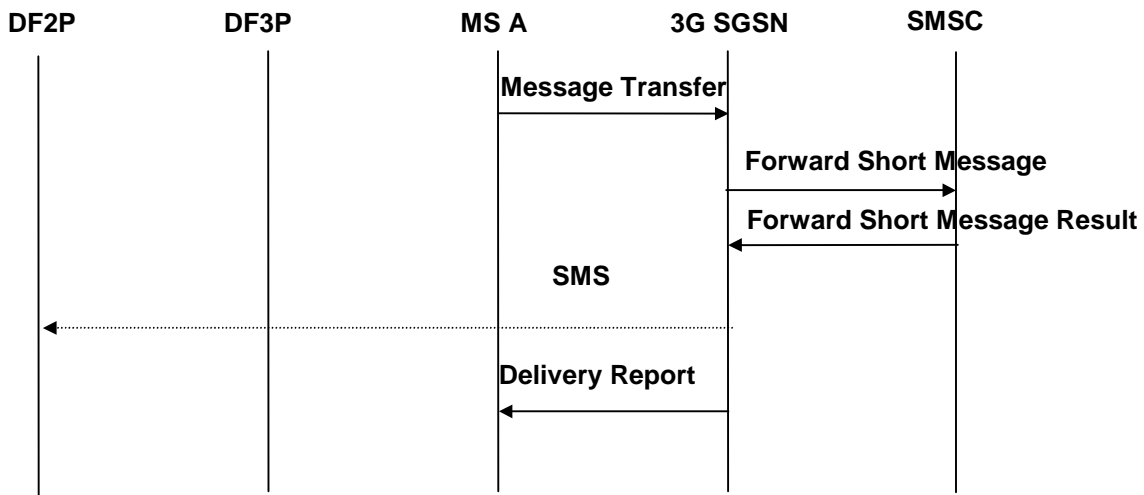 DF2P DF3P MS A 3G SGSN SMSC
Message Transfer
Forward Short Message
Forward Short Message Result
SMS
Delivery Report